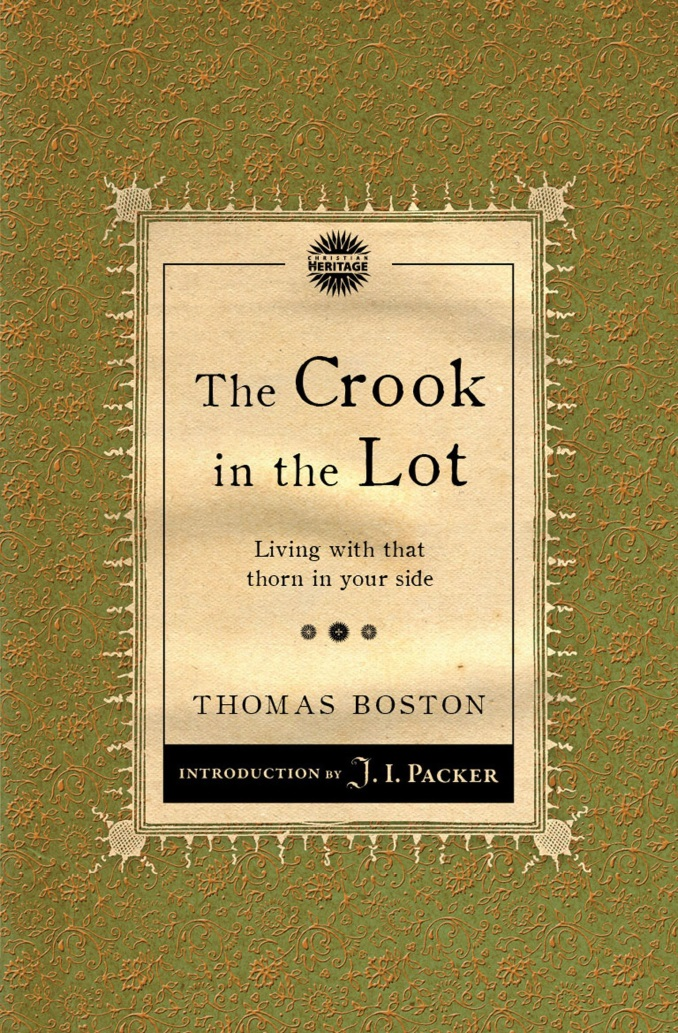 CHRISTIAN
HERITAGE
The Crook
in the Lot
Living with that
thorn in your side
THOMAS BOSTON
INTRODUCTION BY J. I. PACKER